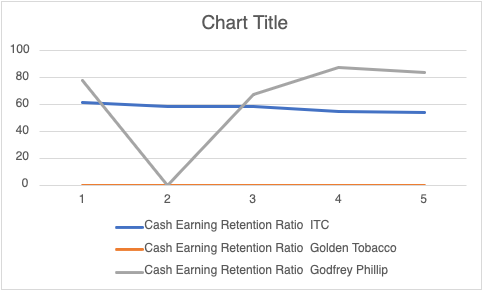 Chart Title
100
80
60
40
20
0
1 2 3 4 5
Cash Earning Retention Ratio ITC
Cash Earning Retention Ratio Golden Tobacco
Cash Earning Retention Ratio Godfrey Phillip